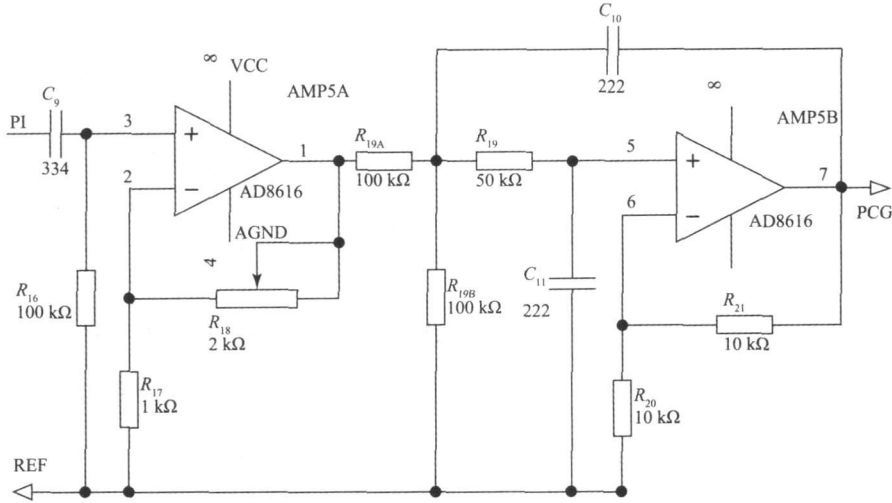 C10
∞
VCC
222
∞
C9
AMP5A
AMP5B
PI
3
+
1
R19A
R19
5
+
7
334
100 kΩ
50 kΩ
2
−
AD8616
6
−
AD8616
PCG
AGND
4
C11
222
R16
100 kΩ
R18
2 kΩ
R19B
100 kΩ
R21
10 kΩ
R17
1 kΩ
R20
10 kΩ
REF